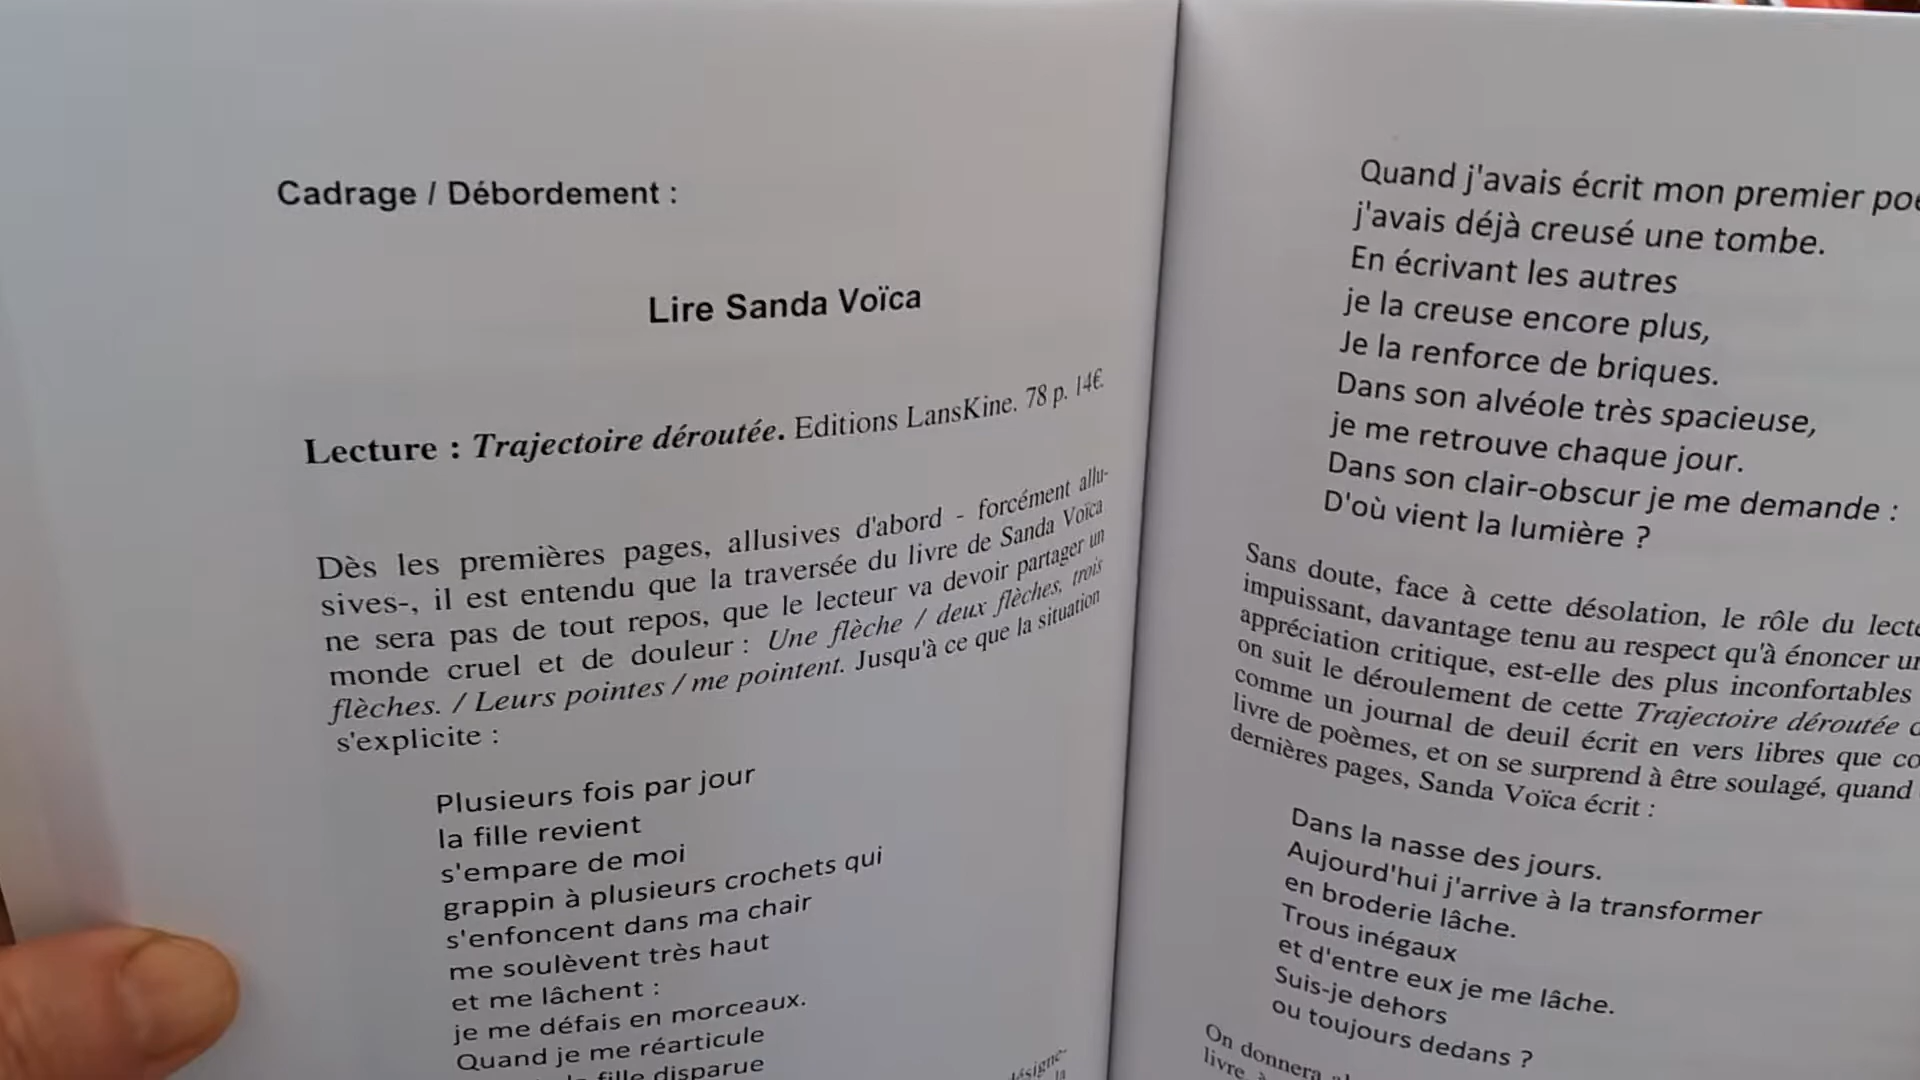 Cadrage / Débordement :
Lire Sanda Voïca
Lecture : Trajectoire déroutée. Editions LansKine. 78 p. 14€.
Dès les premières pages, allusives d'abord - forcément allu-
sives-, il est entendu que la traversée du livre de Sanda Voïca
ne sera pas de tout repos, que le lecteur va devoir partager un
monde cruel et de douleur : Une flèche / deux flèches, trois
flèches. / Leurs pointes / me pointent. Jusqu'à ce que la situation
s'explicite :
Plusieurs fois par jour
la fille revient
s'empare de moi
grappin à plusieurs crochets qui
s'enfoncent dans ma chair
me soulèvent très haut
et me lâchent :
je me défais en morceaux.
Quand je me réarticule
fille disparue
Quand j'avais écrit mon premier
j'avais déjà creusé une tombe.
En écrivant les autres
je la creuse encore plus,
Je la renforce de briques.
Dans son alvéole très spacieuse,
je me retrouve chaque jour.
Dans son clair-obscur je me demande :
D'où vient la lumière ?
Sans doute, face à cette désolation, le rôle du
impuissant, davantage tenu au respect qu'à énoncer
appréciation critique, est-elle des plus inconfortables
on suit le déroulement de cette Trajectoire déroutée
comme un journal de deuil écrit en vers libres que
livre de poèmes, et on se surprend à être soulagé, quand
dernières pages, Sanda Voïca écrit :
Dans la nasse des jours.
Aujourd'hui j'arrive à la transformer
en broderie lâche.
Trous inégaux
et d'entre eux je me lâche.
Suis-je dehors
ou toujours dedans ?
On donnera
livre